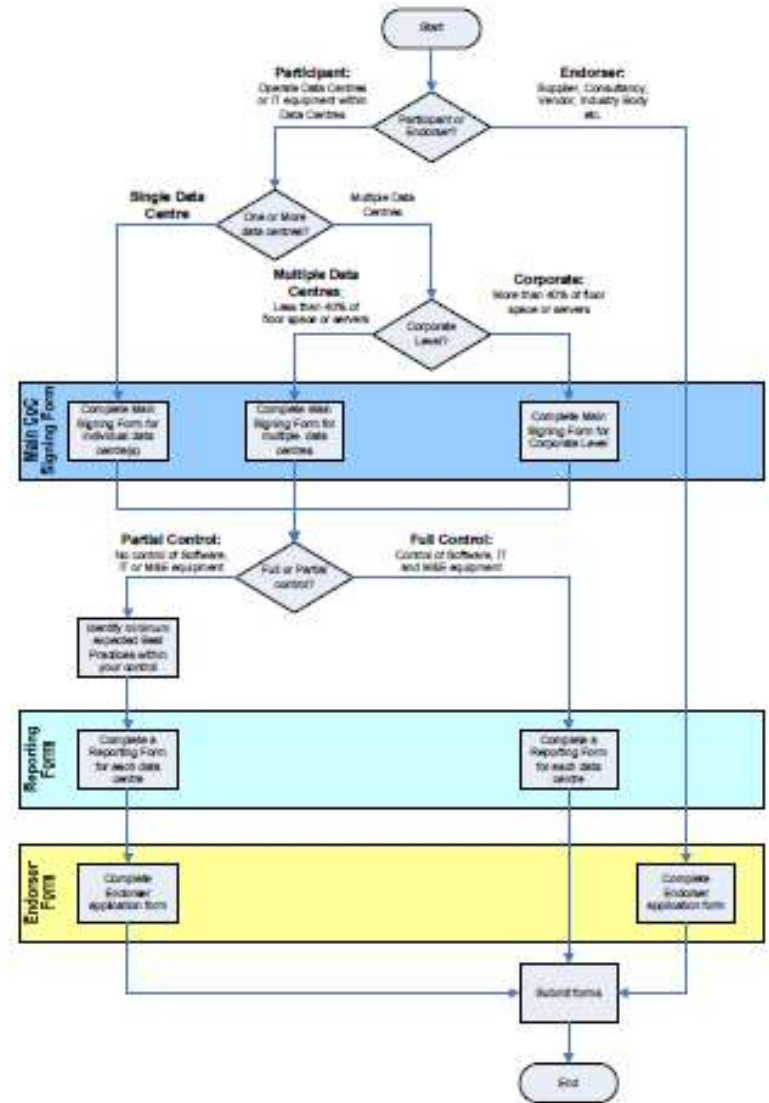 Start
Participant:
Operate Data Centres
or IT equipment within
Data Centres
Endorser:
Supplier, Consultancy,
Vendor, Industry Body
etc.
Participant or
Endorser?
Single Data
Centre
Multiple Data
Centres
One or More
data centres?
Multiple Data
Centres
Less than 40% of
floor space or servers
Corporate:
More than 40% of floor
space or servers
Corporate
Level?
Main CoC
Signing Form
Complete Main
Signing Form for
individual data
centre(s)
Complete Main
Signing Form for
multiple data
centres
Complete Main
Signing Form for
Corporate Level
Partial Control:
No control of Software,
IT or M&E equipment
Full Control:
Control of Software, IT
and M&E equipment
Full or Partial
control?
Identify minimum
expected Best
Practices within
your control
Reporting
Form
Complete a
Reporting Form
for each data
centre
Complete a
Reporting Form
for each data
centre
Endorser
Form
Complete
Endorser
application form
Complete
Endorser
application form
Submit forms
End